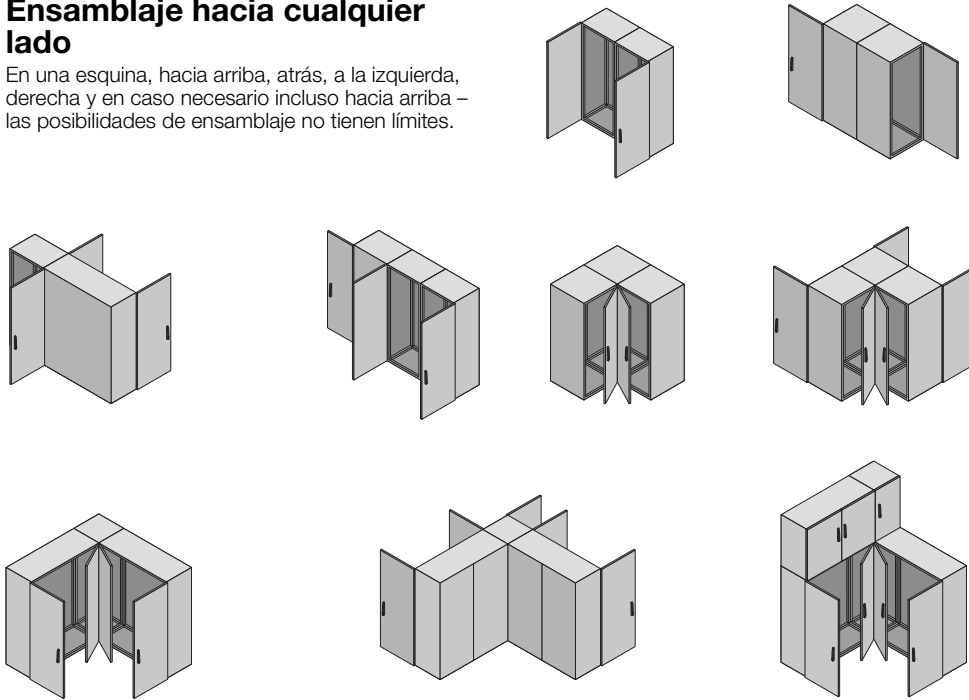 Ensamblaje hacia cualquier
lado
En una esquina, hacia arriba, atrás, a la izquierda,
derecha y en caso necesario incluso hacia arriba –
las posibilidades de ensamblaje no tienen límites.